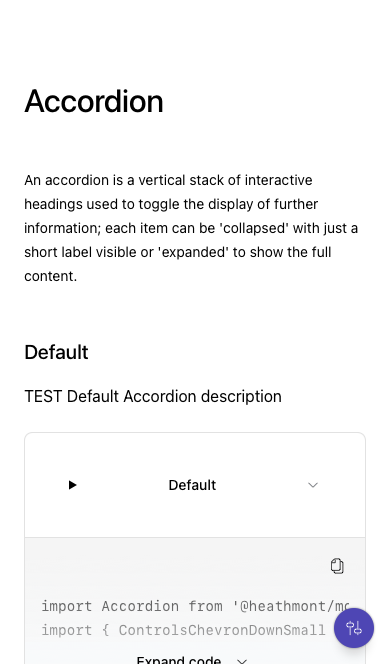 Accordion
An accordion is a vertical stack of interactive
headings used to toggle the display of further
information; each item can be 'collapsed' with just a
short label visible or 'expanded' to show the full
content.
Default
TEST Default Accordion description
Default
import Accordion from '@heathmont/mo
import { ControlsChevronDownSmall
Expand code